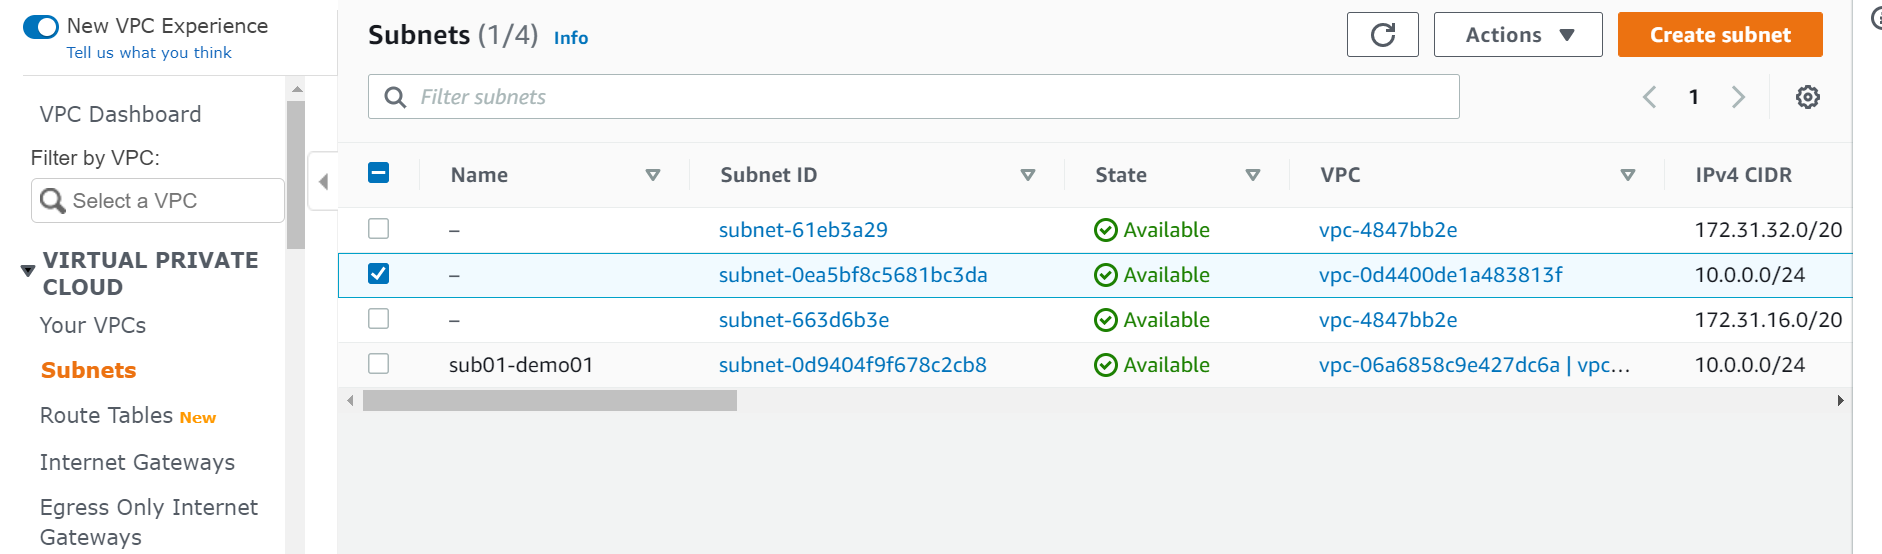 New VPC Experience
Tell us what you think
VPC Dashboard
Filter by VPC:
Select a VPC
VIRTUAL PRIVATE
CLOUD
Your VPCs
Subnets
Route Tables New
Internet Gateways
Egress Only Internet
Gateways
Subnets (1/4) Info
Actions
Create subnet
Filter subnets
1
Name Subnet ID State VPC IPv4 CIDR
– subnet-61eb3a29 Available vpc-4847bb2e 172.31.32.0/20
– subnet-0ea5bf8c5681bc3da Available vpc-0d4400de1a483813f 10.0.0.0/24
– subnet-663d6b3e Available vpc-4847bb2e 172.31.16.0/20
sub01-demo01 subnet-0d9404f9f678c2cb8 Available vpc-06a6858c9e427dc6a | vpc... 10.0.0.0/24